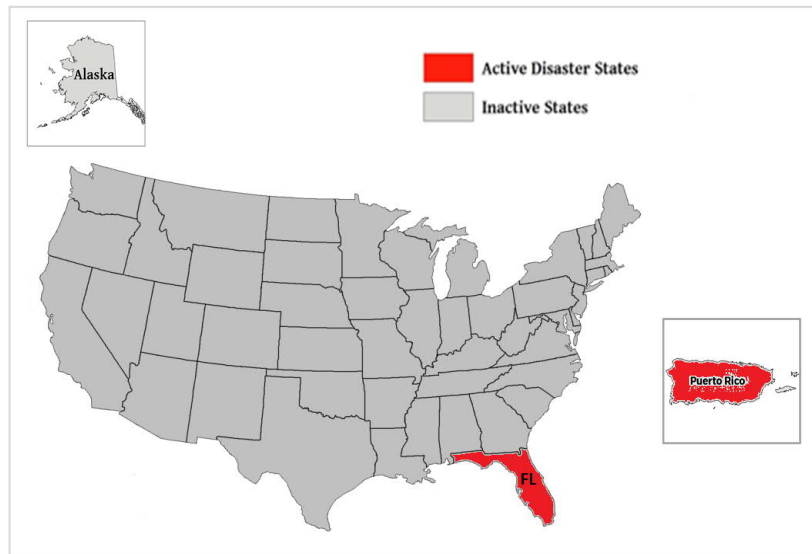 Alaska
Active Disaster States
Inactive States
Puerto Rico
FL